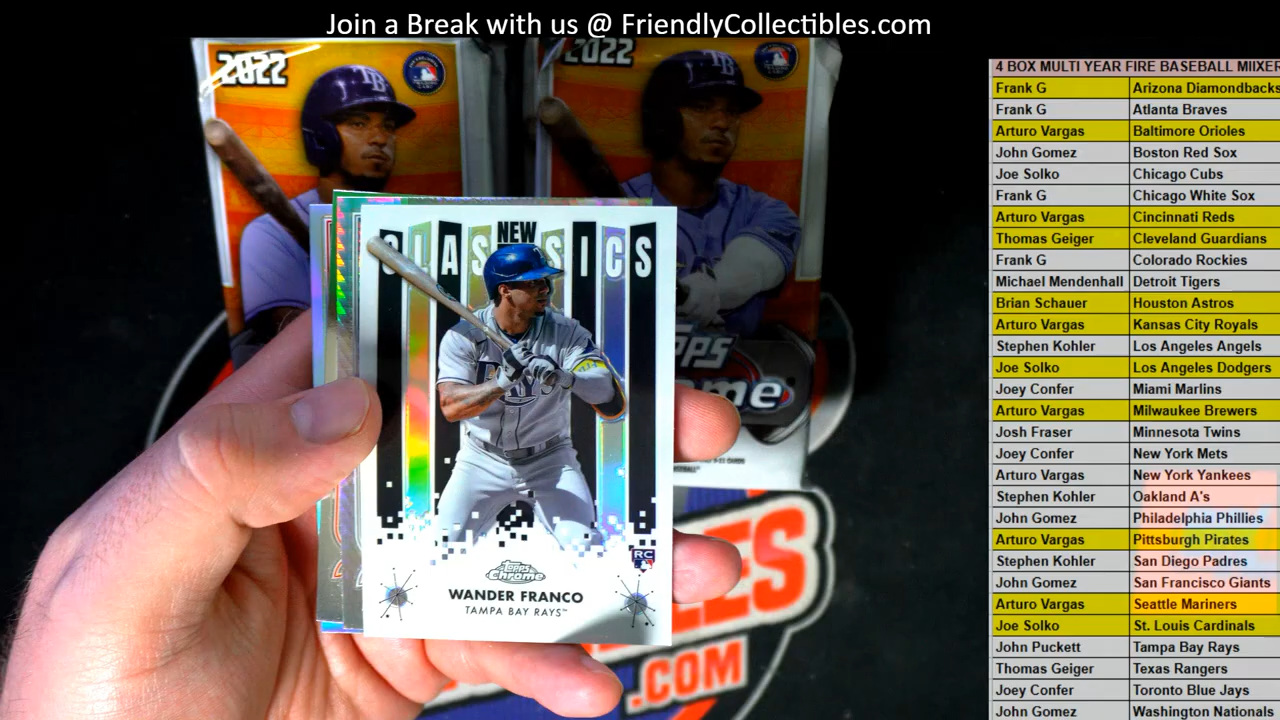 Join a Break with us @ FriendlyCollectibles.com
2022
2022
TB
TB
NEW
CLASSICS
RAYS
RC
Topps
Chrome
WANDER FRANCO
TAMPA BAY RAYS™
.COM
4 BOX MULTI YEAR FIRE BASEBALL MIIXER
Frank G Arizona Diamondbacks
Frank G Atlanta Braves
Arturo Vargas Baltimore Orioles
John Gomez Boston Red Sox
Joe Solko Chicago Cubs
Frank G Chicago White Sox
Arturo Vargas Cincinnati Reds
Thomas Geiger Cleveland Guardians
Frank G Colorado Rockies
Michael Mendenhall Detroit Tigers
Brian Schauer Houston Astros
Arturo Vargas Kansas City Royals
Stephen Kohler Los Angeles Angels
Joe Solko Los Angeles Dodgers
Joey Confer Miami Marlins
Arturo Vargas Milwaukee Brewers
Josh Fraser Minnesota Twins
Joey Confer New York Mets
Arturo Vargas New York Yankees
Stephen Kohler Oakland A's
John Gomez Philadelphia Phillies
Arturo Vargas Pittsburgh Pirates
Stephen Kohler San Diego Padres
John Gomez San Francisco Giants
Arturo Vargas Seattle Mariners
Joe Solko St. Louis Cardinals
John Puckett Tampa Bay Rays
Thomas Geiger Texas Rangers
Joey Confer Toronto Blue Jays
John Gomez Washington Nationals